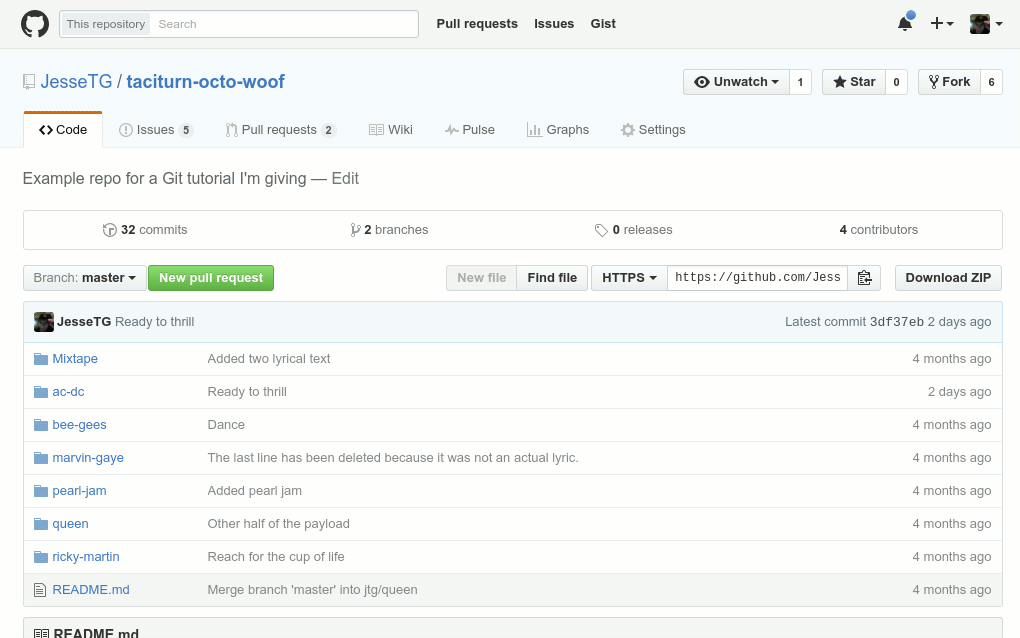 This repository Search Pull requests Issues Gist
JesseTG / taciturn-octo-woof Unwatch 1 Star 0 Fork 6
Code Issues 5 Pull requests 2 Wiki Pulse Graphs Settings
Example repo for a Git tutorial I'm giving — Edit
32 commits 2 branches 0 releases 4 contributors
Branch: master New pull request New file Find file HTTPS https://github.com/Jess Download ZIP
JesseTG Ready to thrill Latest commit 3df37eb 2 days ago
Mixtape Added two lyrical text 4 months ago
ac-dc Ready to thrill 2 days ago
bee-gees Dance 4 months ago
marvin-gaye The last line has been deleted because it was not an actual lyric. 4 months ago
pearl-jam Added pearl jam 4 months ago
queen Other half of the payload 4 months ago
ricky-martin Reach for the cup of life 4 months ago
README.md Merge branch 'master' into jtg/queen 4 months ago
README.md